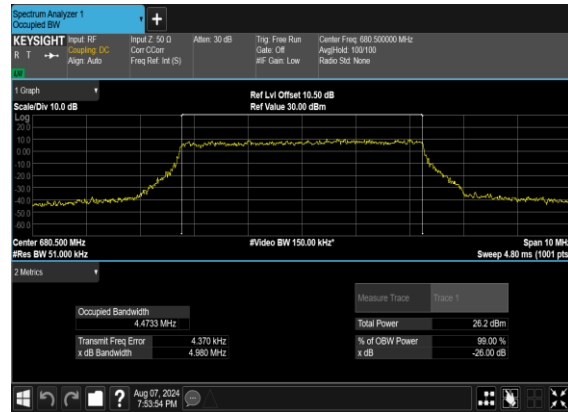 Spectrum Analyzer 1
Occupied BW
+
KEYSIGHT Input: RF Input Z: 50 Ω Atten: 30 dB Trig: Free Run Center Freq: 680.500000 MHz
R T Coupling: DC Corr CCorr Gate: Off Avg|Hold: 100/100
Align: Auto Freq Ref: Int (S) #IF Gain: Low Radio Std: None
LU
1 Graph
Ref Lvl Offset 10.50 dB
Scale/Div 10.0 dB Ref Value 30.00 dBm
Log
20.0
10.0
0.00
-10.0
-20.0
-30.0
-40.0
-50.0
-60.0
Center 680.500 MHz #Video BW 150.00 kHz* Span 10 MHz
#Res BW 51.000 kHz Sweep 4.80 ms (1001 pts
2 Metrics
Measure Trace Trace 1
Occupied Bandwidth
4.4733 MHz
Total Power 26.2 dBm
Transmit Freq Error 4.370 kHz % of OBW Power 99.00 %
x dB Bandwidth 4.980 MHz x dB -26.00 dB
?
Aug 07, 2024
7:53:54 PM